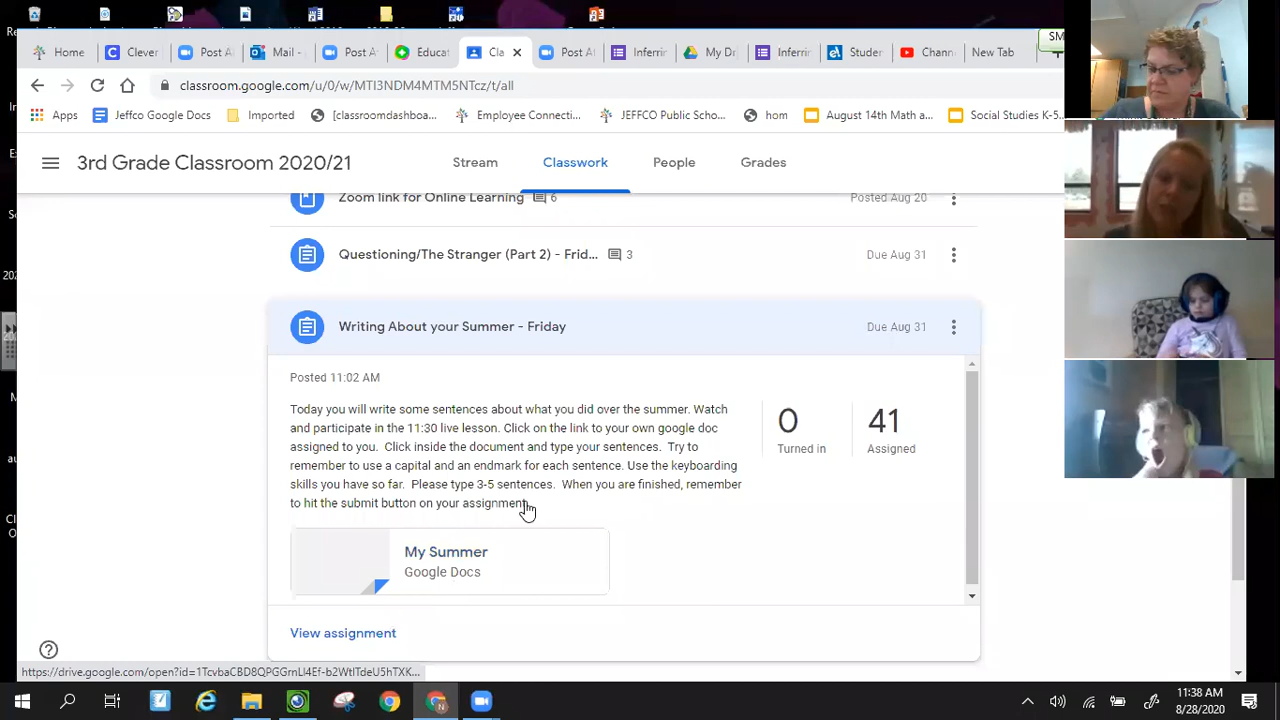 Home Clever Post A Mail - Post A Educat Cla Post A Inferri My Dr Inferrin Studer Chann New Tab SM
classroom.google.com/u/0/w/MTI3NDM4MTM5NTcz/t/all
Apps Jeffco Google Docs Imported [classroomdashbo... Employee Connecti... JEFFCO Public Scho... hom August 14th Math a... Social Studies K-5
3rd Grade Classroom 2020/21 Stream Classwork People Grades
Zoom link for Online Learning 6 Posted Aug 20
Questioning/The Stranger (Part 2) - Frid... 3 Due Aug 31
Writing About your Summer - Friday Due Aug 31
Posted 11:02 AM
Today you will write some sentences about what you did over the summer. Watch
and participate in the 11:30 live lesson. Click on the link to your own google doc
assigned to you. Click inside the document and type your sentences. Try to
remember to use a capital and an endmark for each sentence. Use the keyboarding
skills you have so far. Please type 3-5 sentences. When you are finished, remember
to hit the submit button on your assignment
0 41
Turned in Assigned
My Summer
Google Docs
View assignment
11:38 AM
8/28/2020